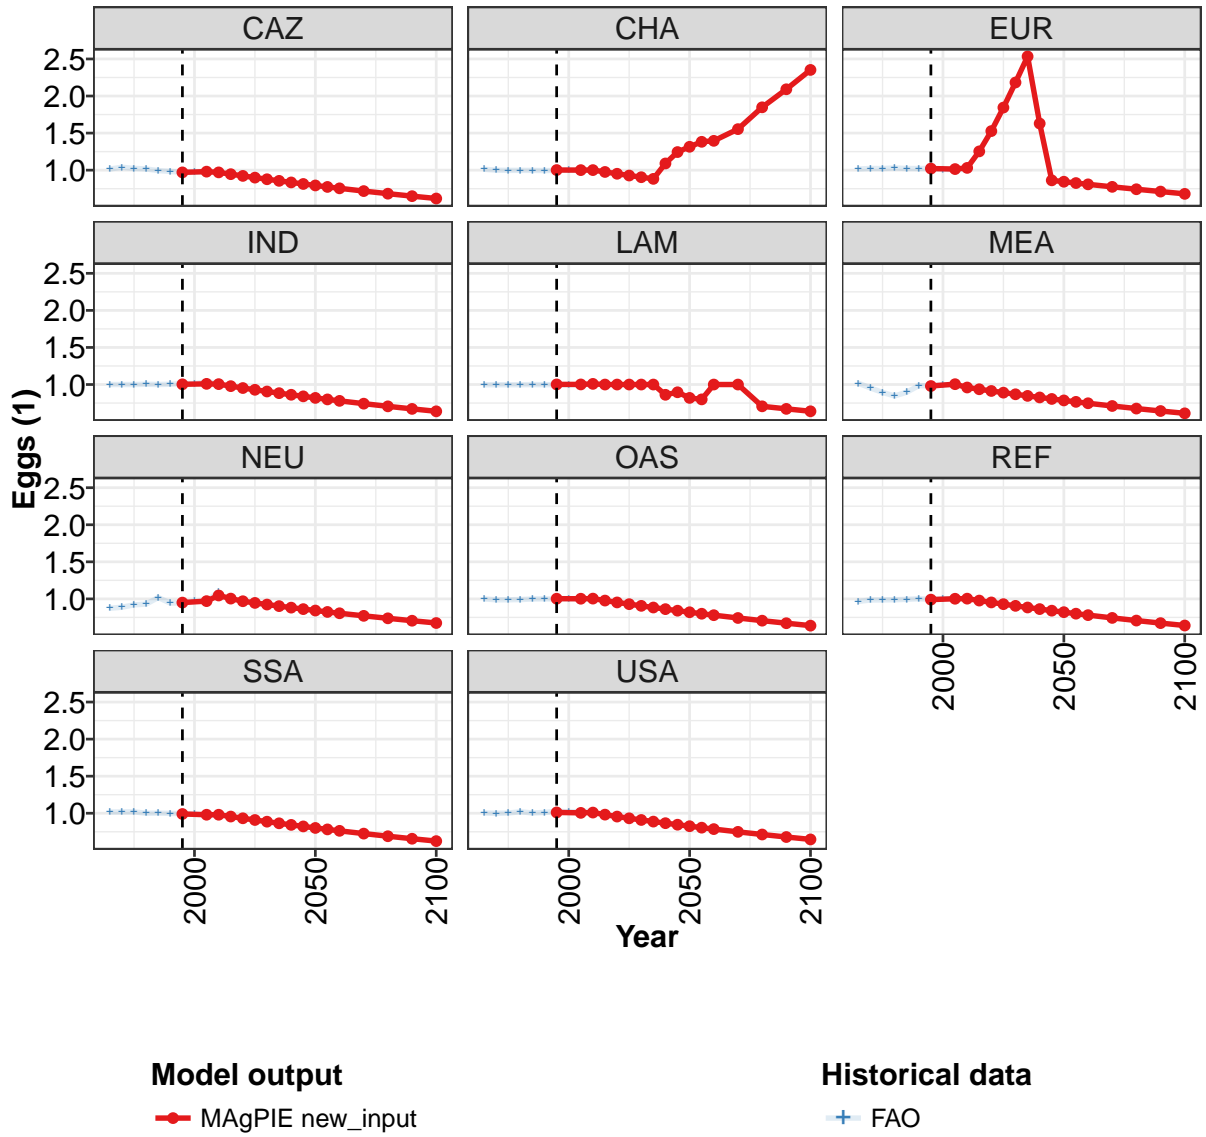 CAZ CHA EUR
2.5
2.0
1.5
1.0
IND LAM MEA
2.5
2.0
1.5
1.0
NEU OAS REF
2.5
2.0
1.5
1.0
2000 2050 2100
SSA USA
2.5
2.0
1.5
1.0
2000 2050 2100 2000 2050 2100
Eggs (1)
Year
Model output Historical data
MAgPIE new_input FAO